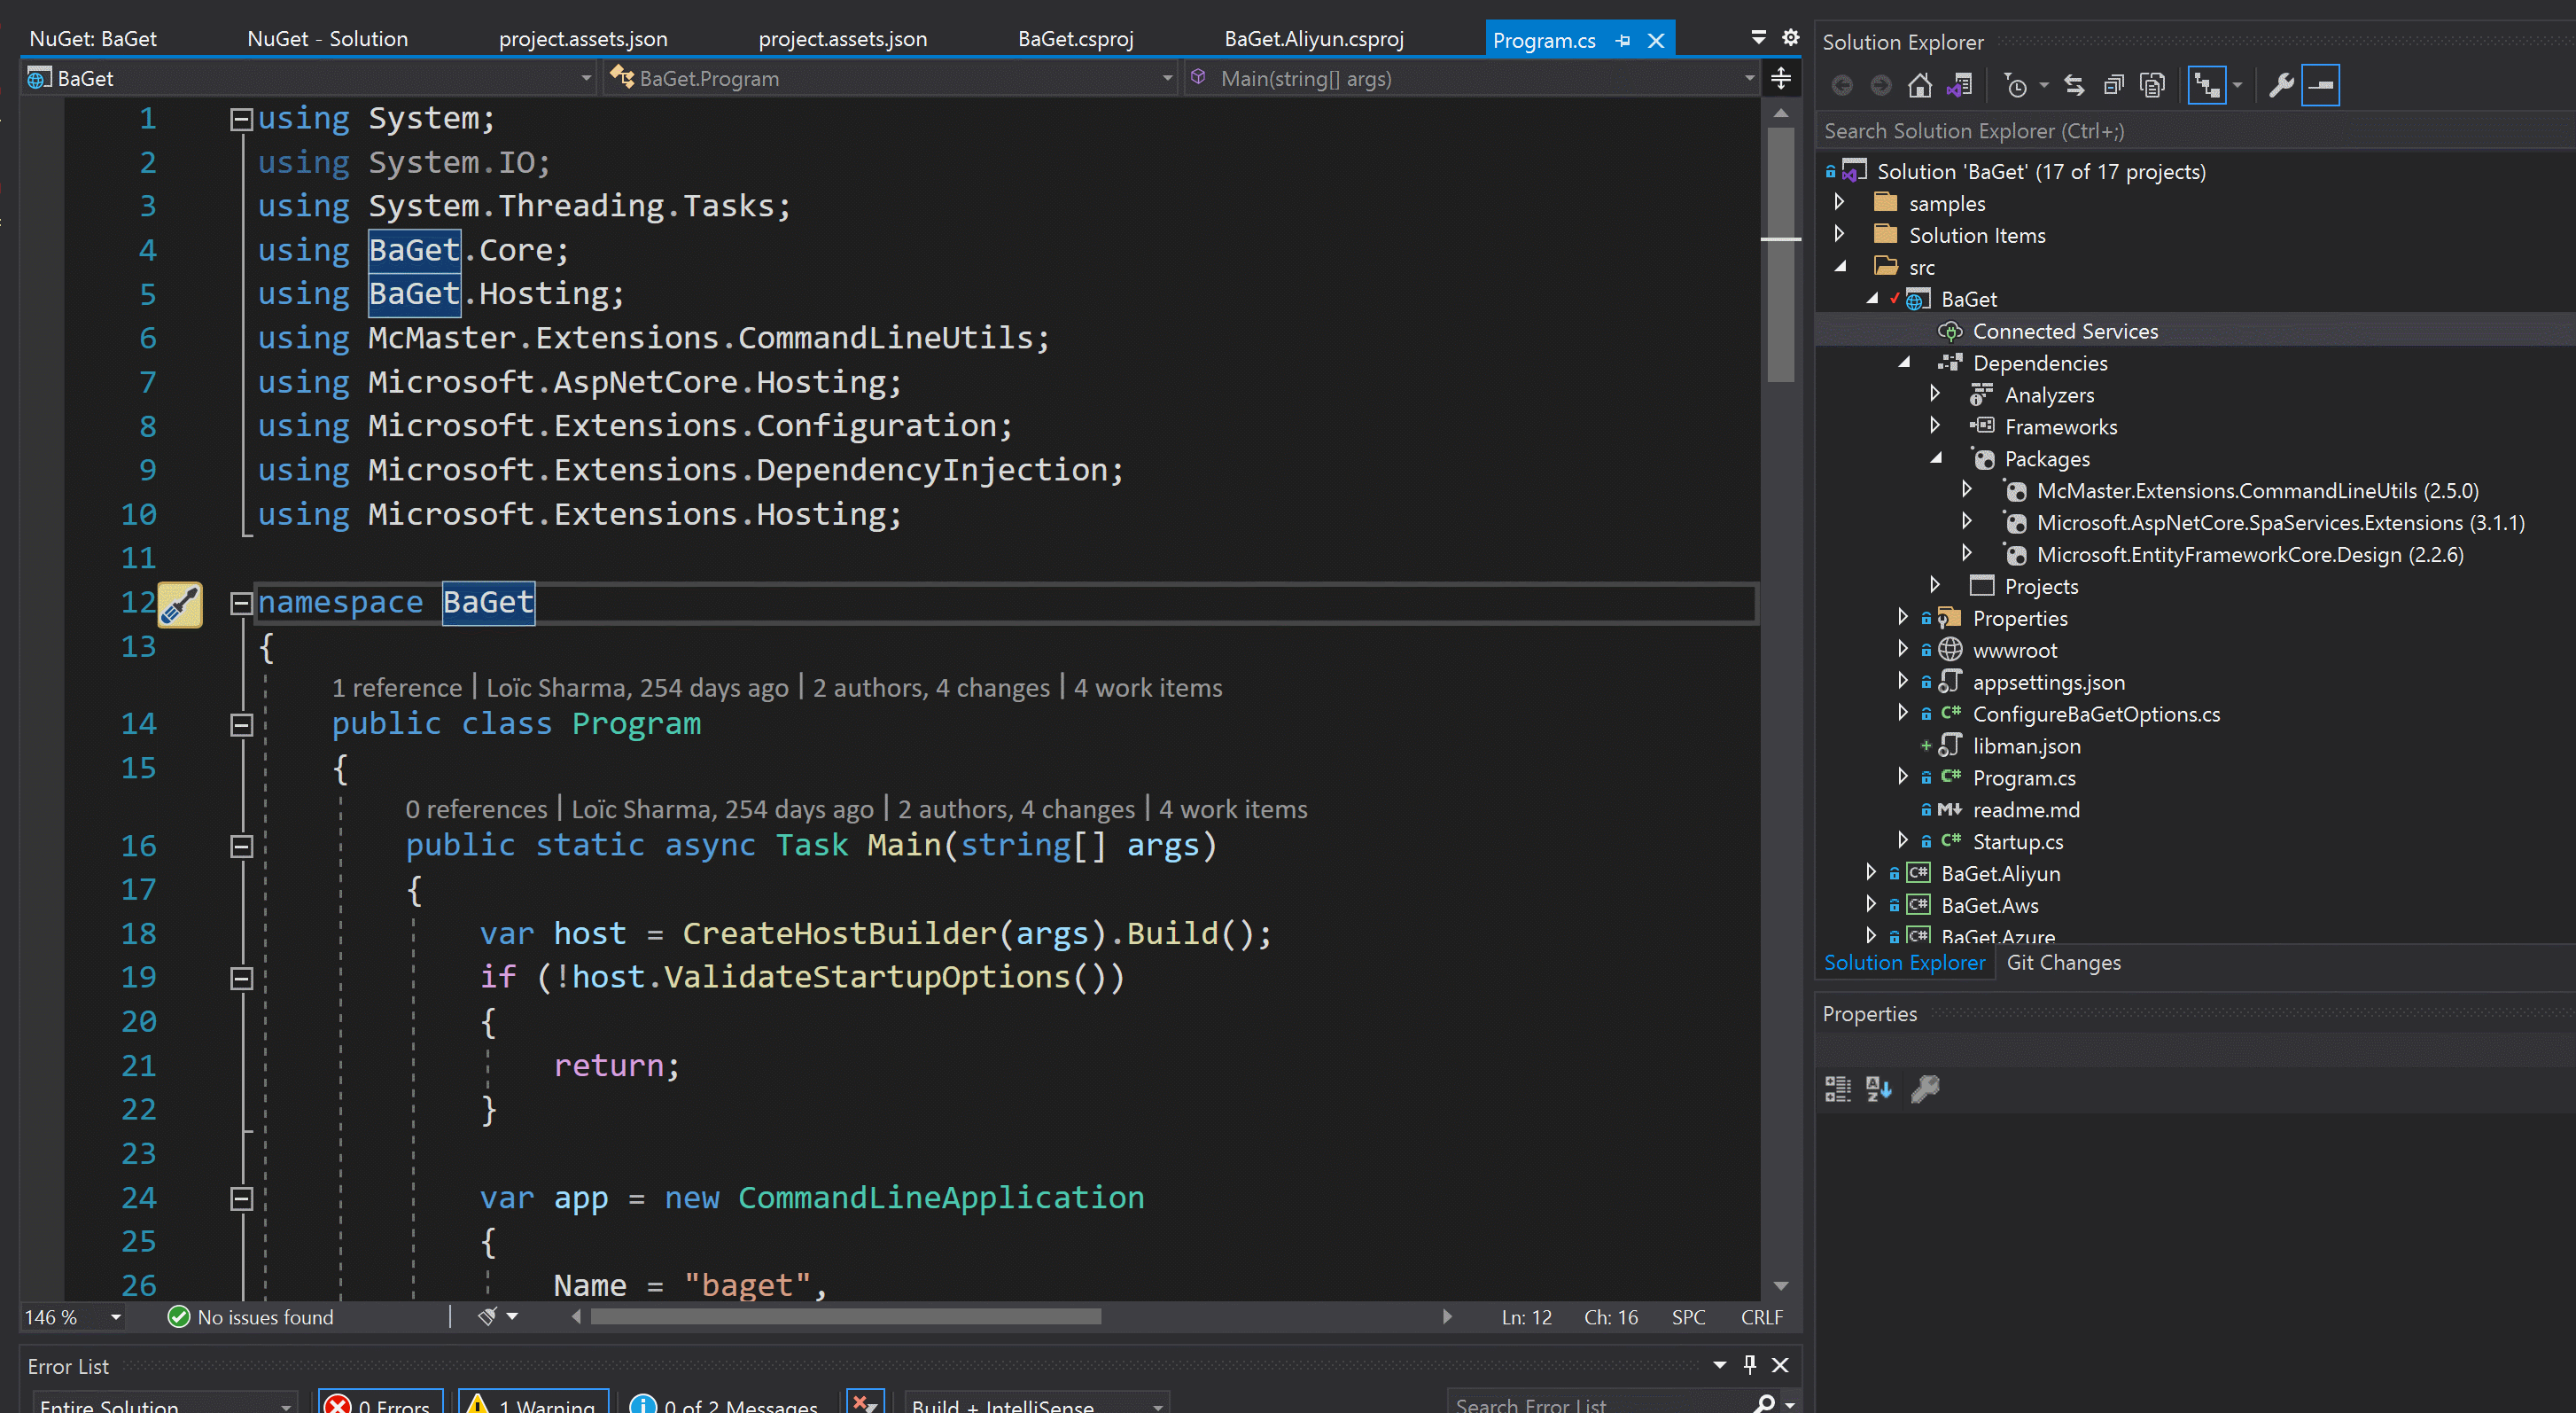 NuGet: BaGet
NuGet - Solution
project.assets.json
project.assets.json
BaGet.csproj
BaGet.Aliyun.csproj
Program.cs
BaGet
BaGet.Program
Main(string[] args)
1 using System;
2 using System.IO;
3 using System.Threading.Tasks;
4 using BaGet.Core;
5 using BaGet.Hosting;
6 using McMaster.Extensions.CommandLineUtils;
7 using Microsoft.AspNetCore.Hosting;
8 using Microsoft.Extensions.Configuration;
9 using Microsoft.Extensions.DependencyInjection;
10 using Microsoft.Extensions.Hosting;
11
12 namespace BaGet
13 {
1 reference | Loïc Sharma, 254 days ago | 2 authors, 4 changes | 4 work items
14 public class Program
15 {
0 references | Loïc Sharma, 254 days ago | 2 authors, 4 changes | 4 work items
16 public static async Task Main(string[] args)
17 {
18 var host = CreateHostBuilder(args).Build();
19 if (!host.ValidateStartupOptions())
20 {
21 return;
22 }
23
24 var app = new CommandLineApplication
25 {
26 Name = "baget",
146 %
No issues found
Ln: 12
Ch: 16
SPC
CRLF
Error List
Entire Solution
0 Errors
1 Warning
0 of 2 Messages
Build + IntelliSense
Search Error List
Solution Explorer
Search Solution Explorer (Ctrl+;)
Solution 'BaGet' (17 of 17 projects)
samples
Solution Items
src
BaGet
Connected Services
Dependencies
Analyzers
Frameworks
Packages
McMaster.Extensions.CommandLineUtils (2.5.0)
Microsoft.AspNetCore.SpaServices.Extensions (3.1.1)
Microsoft.EntityFrameworkCore.Design (2.2.6)
Projects
Properties
wwwroot
appsettings.json
C# ConfigureBaGetOptions.cs
libman.json
C# Program.cs
readme.md
C# Startup.cs
C# BaGet.Aliyun
C# BaGet.Aws
C# BaGet.Azure
Solution Explorer
Git Changes
Properties